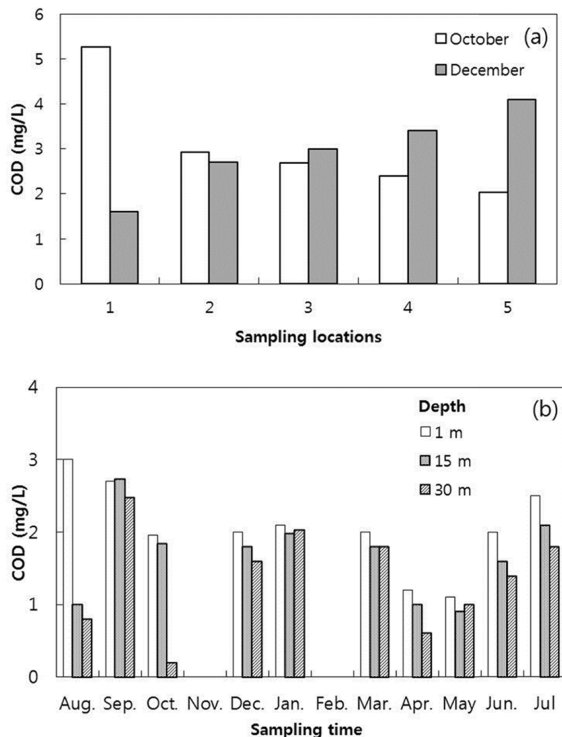 (a)
October
December
COD (mg/L)
6
5
4
3
2
1
0
1 2 3 4 5
Sampling locations
(b)
Depth
1 m
15 m
30 m
COD (mg/L)
4
3
2
1
0
Aug. Sep. Oct. Nov. Dec. Jan. Feb. Mar. Apr. May Jun. Jul
Sampling time